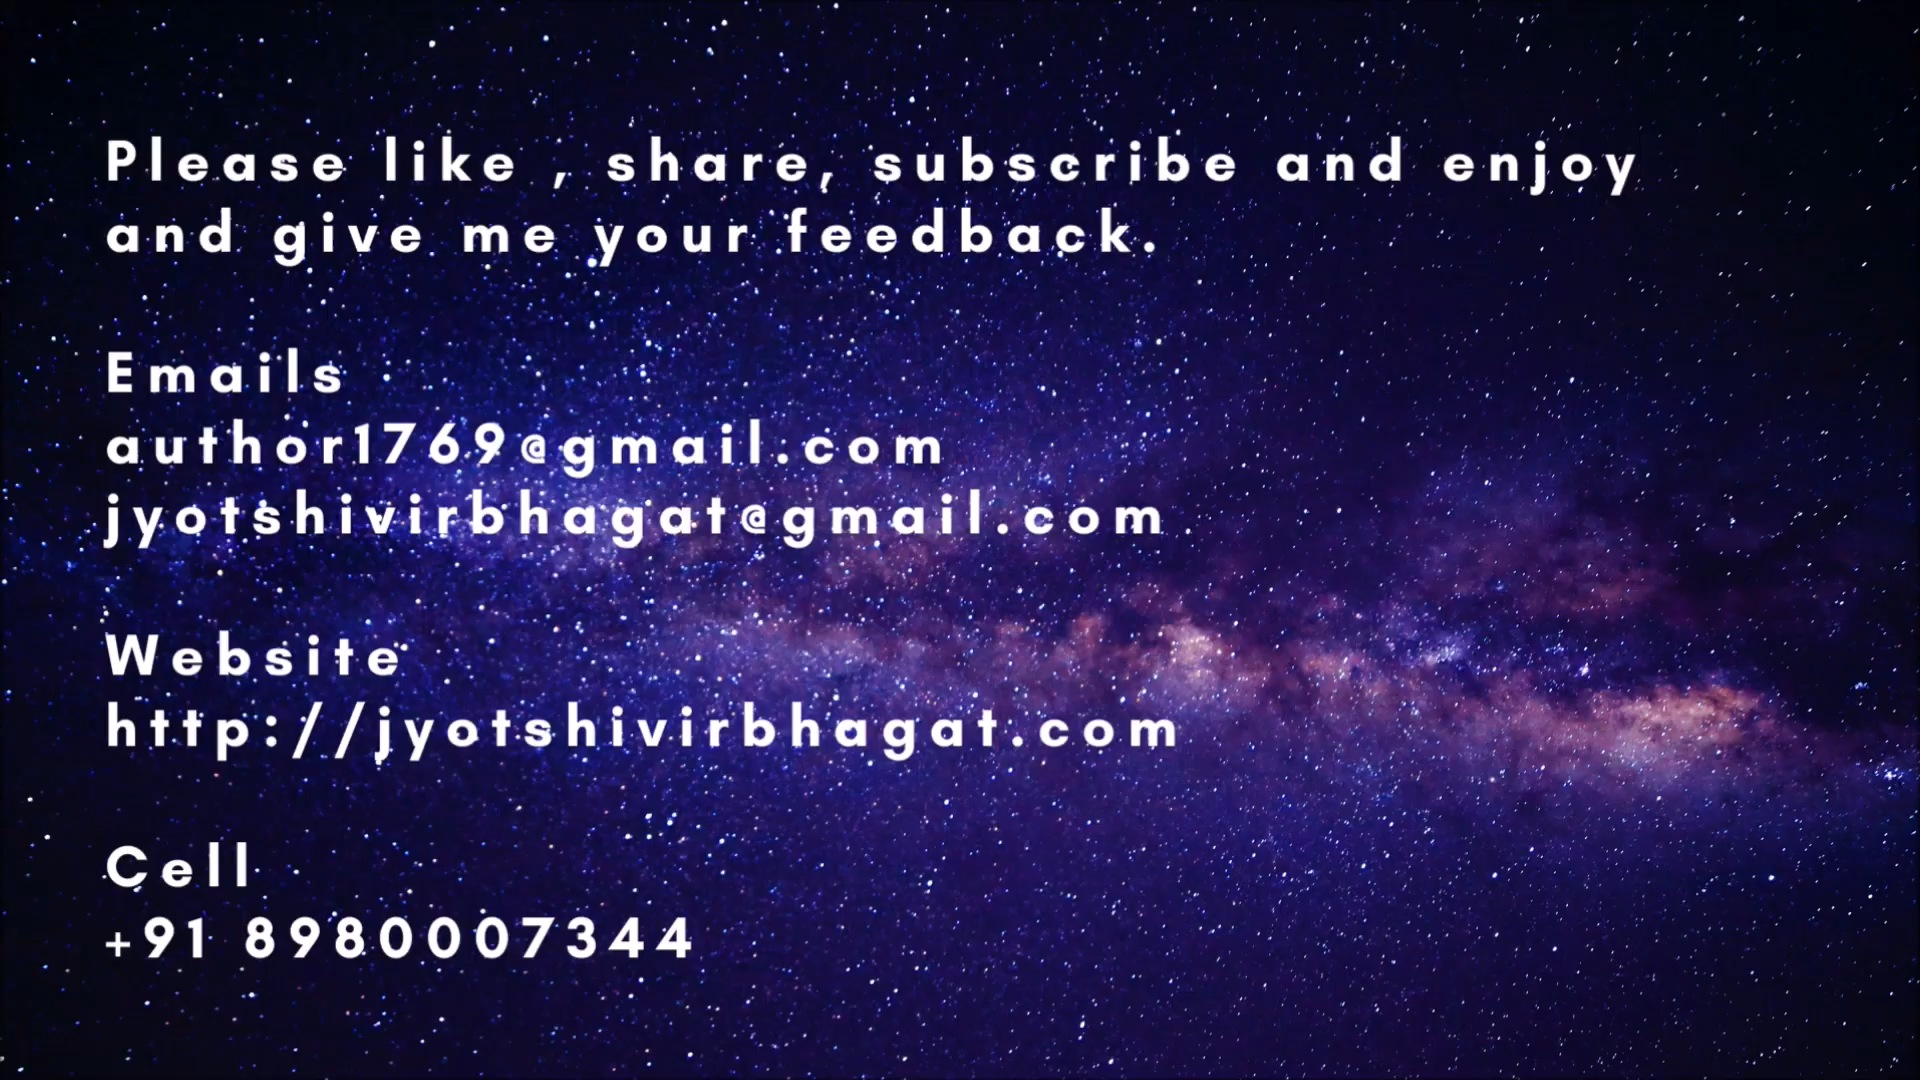 Please like , share, subscribe and enjoy
and give me your feedback.
Emails
author1769@gmail.com
jyotshivirbhagat@gmail.com
Website
http://jyotshivirbhagat.com
Cell
+91 8980007344